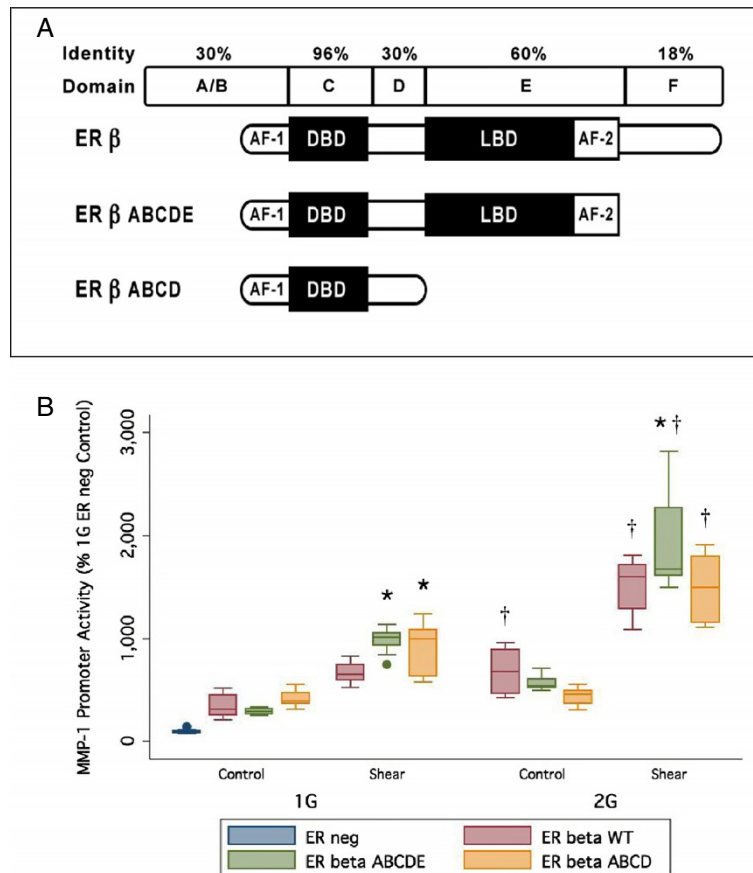 A
Identity 30% 96% 30% 60% 18%
Domain A/B C D E F
ER β AF-1 DBD LBD AF-2
ER β ABCDE AF-1 DBD LBD AF-2
ER β ABCD AF-1 DBD
B
MMP-1 Promoter Activity (% 1G ER neg Control)
3,000
2,000
1,000
0
* †
† †
* *
†
Control Shear Control Shear
1G 2G
ER neg ER beta WT
ER beta ABCDE ER beta ABCD